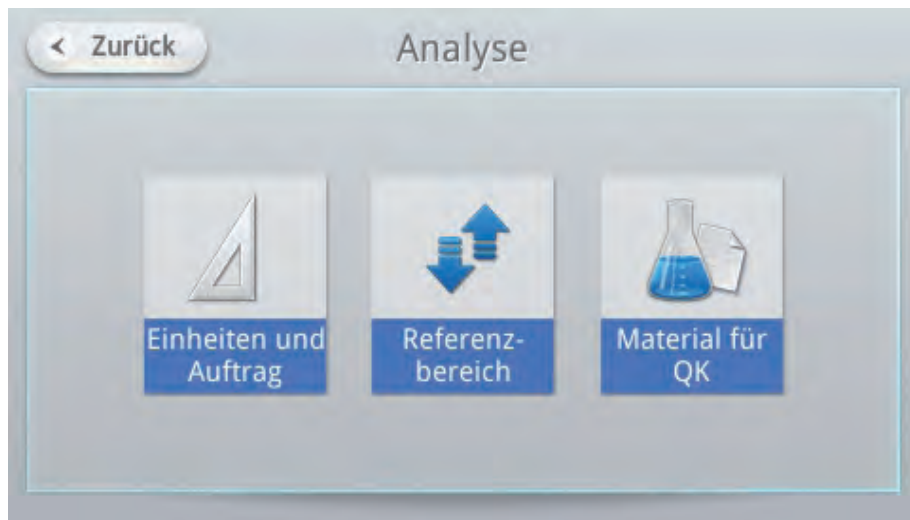 Zurück
Analyse
Einheiten und
Auftrag
Referenz-
bereich
Material für
QK